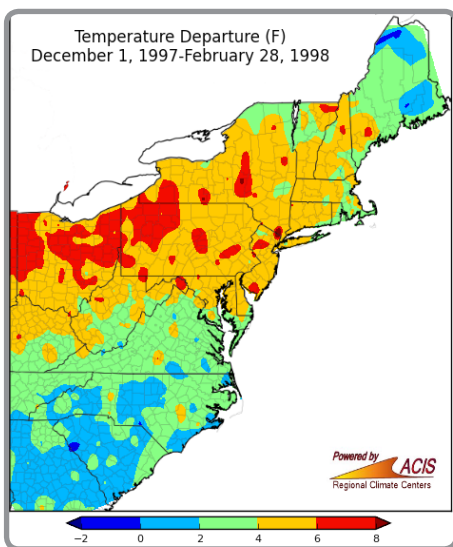 Temperature Departure (F)
December 1, 1997-February 28, 1998
Powered by
ACIS
Regional Climate Centers
−2 0 2 4 6 8